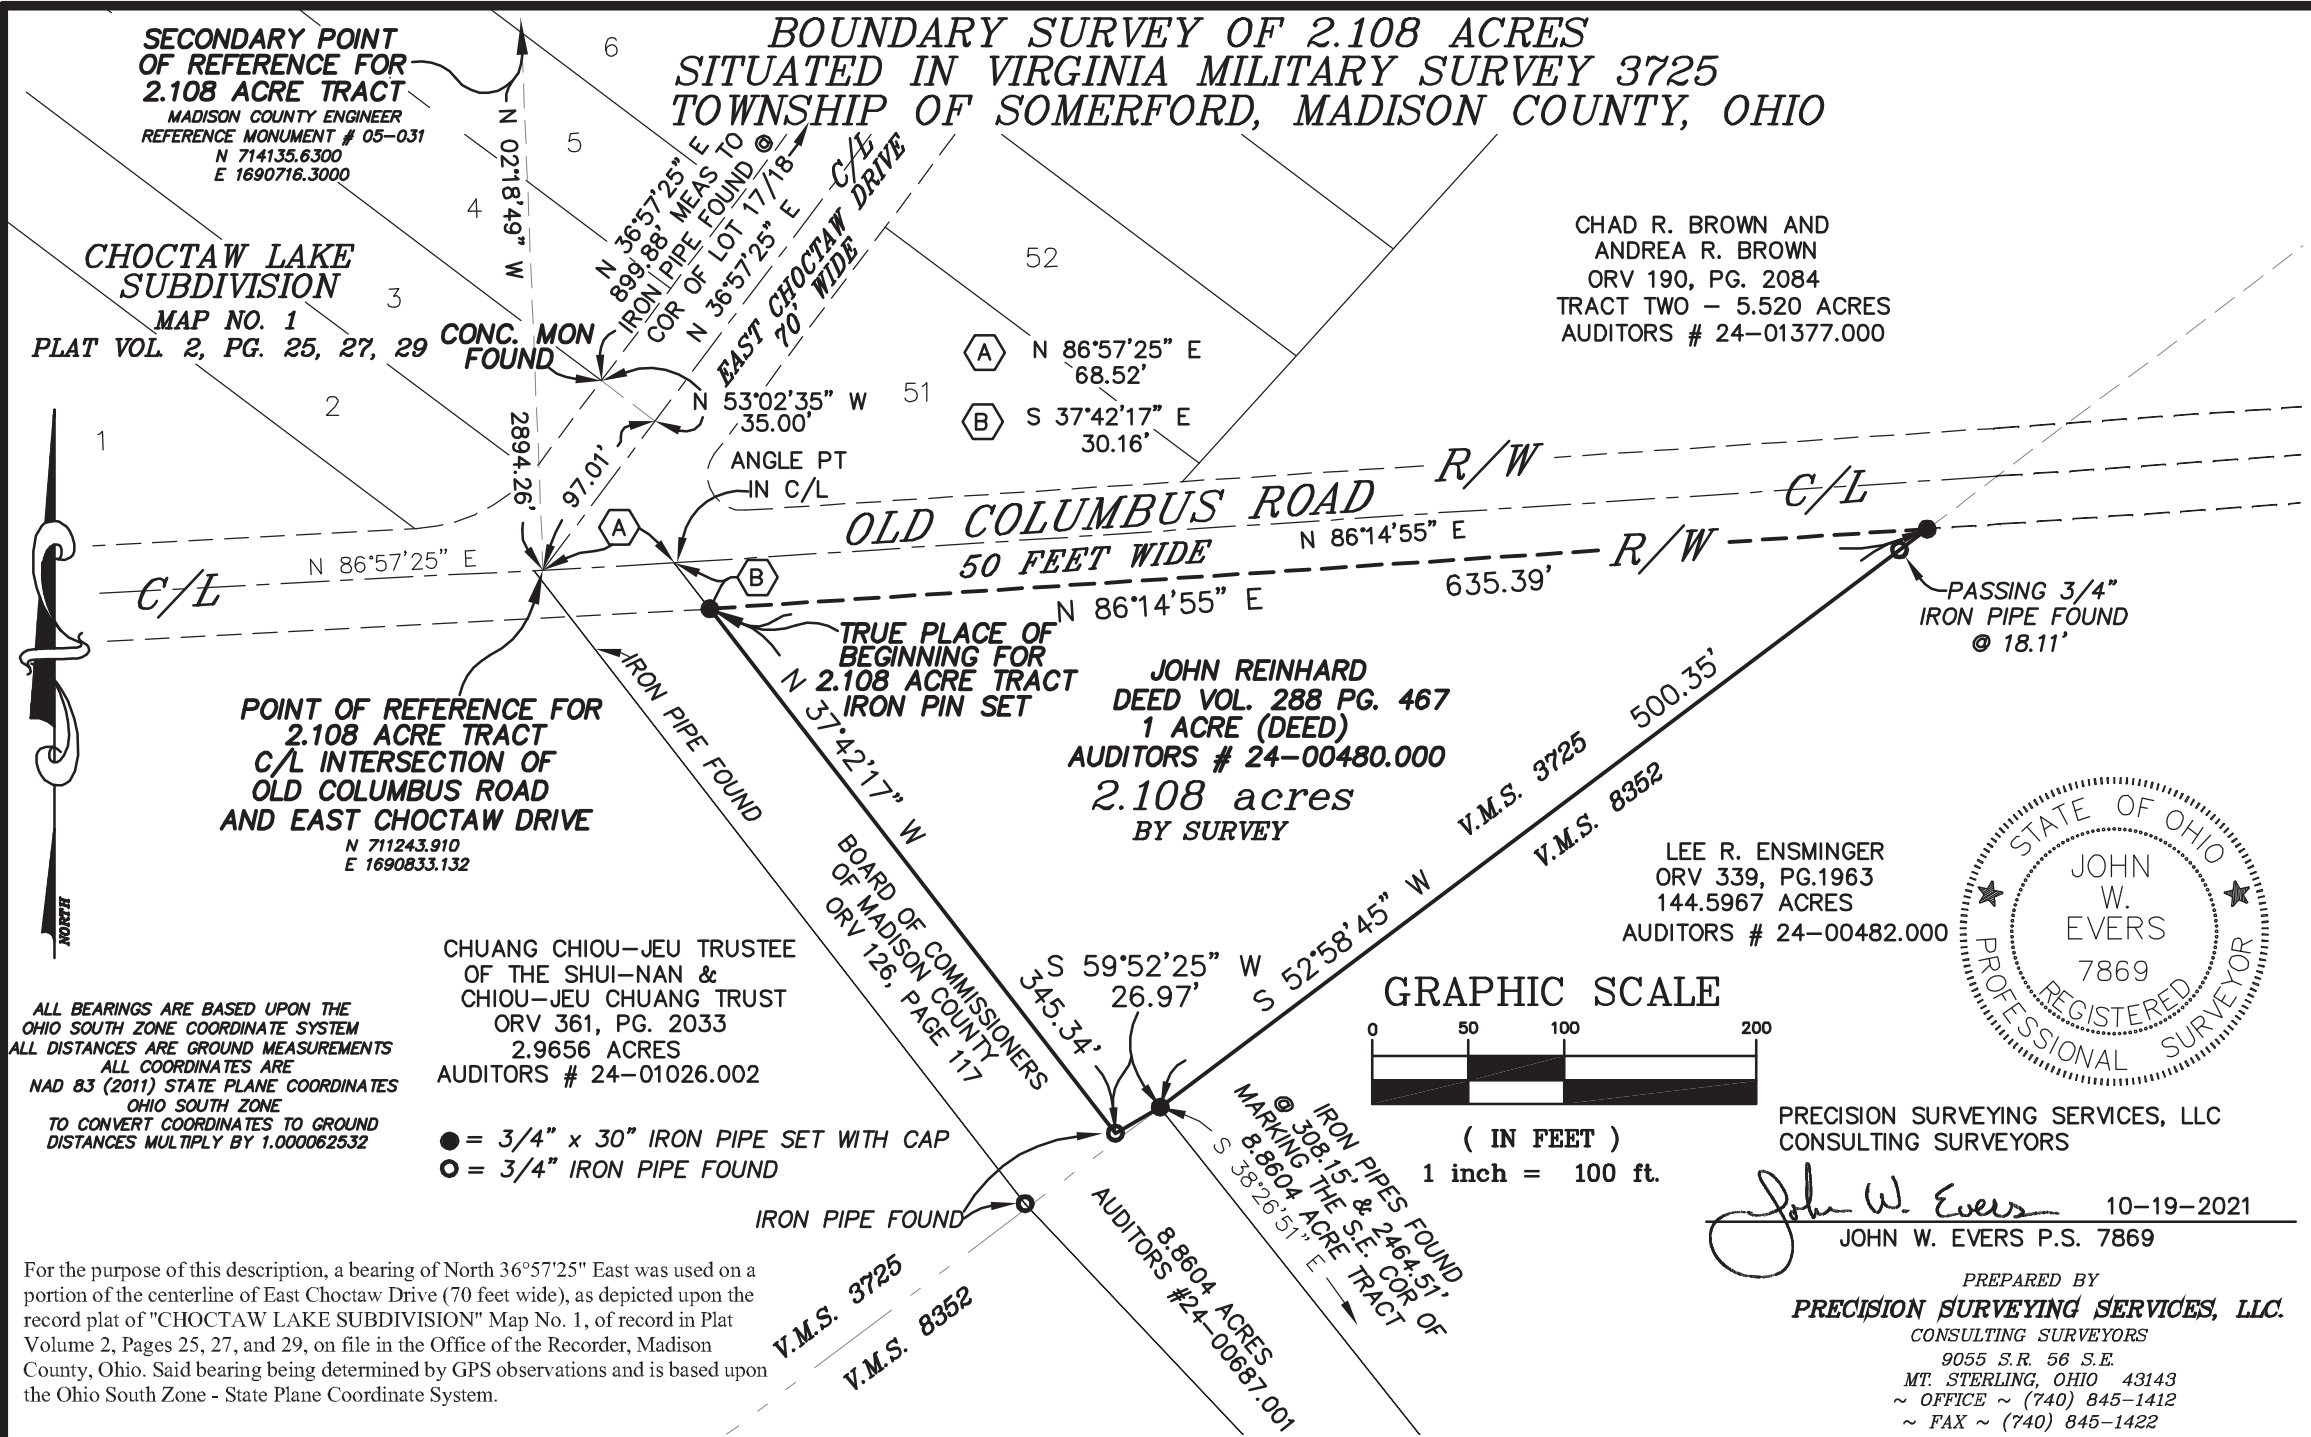 BOUNDARY SURVEY OF 2.108 ACRES
SITUATED IN VIRGINIA MILITARY SURVEY 3725
TOWNSHIP OF SOMERFORD, MADISON COUNTY, OHIO
SECONDARY POINT
OF REFERENCE FOR
2.108 ACRE TRACT
MADISON COUNTY ENGINEER
REFERENCE MONUMENT # 05-031
N 714135.6300
E 1690716.3000
N 02°18'49" W
2894.26'
6
5
4
3
2
1
CHOCTAW LAKE
SUBDIVISION
MAP NO. 1
PLAT VOL. 2, PG. 25, 27, 29
CONC. MON
FOUND
N 36°57'25" E
899.88' MEAS TO
IRON PIPE FOUND @
COR OF LOT 17/18
N 36°57'25" E
C/L
EAST CHOCTAW DRIVE
70' WIDE
N 53°02'35" W
35.00'
97.01'
52
51
A N 86°57'25" E
68.52'
B S 37°42'17" E
30.16'
CHAD R. BROWN AND
ANDREA R. BROWN
ORV 190, PG. 2084
TRACT TWO - 5.520 ACRES
AUDITORS # 24-01377.000
ANGLE PT
IN C/L
A
B
C/L
N 86°57'25" E
OLD COLUMBUS ROAD
50 FEET WIDE
N 86°14'55" E
R/W
C/L
R/W
N 86°14'55" E
635.39'
PASSING 3/4"
IRON PIPE FOUND
@ 18.11'
TRUE PLACE OF
BEGINNING FOR
2.108 ACRE TRACT
IRON PIN SET
JOHN REINHARD
DEED VOL. 288 PG. 467
1 ACRE (DEED)
AUDITORS # 24-00480.000
2.108 acres
BY SURVEY
POINT OF REFERENCE FOR
2.108 ACRE TRACT
C/L INTERSECTION OF
OLD COLUMBUS ROAD
AND EAST CHOCTAW DRIVE
N 711243.910
E 1690833.132
IRON PIPE FOUND
N 37°42'17" W
345.34'
BOARD OF COMMISSIONERS
OF MADISON COUNTY
ORV 126, PAGE 117
S 52°58'45" W
500.35'
V.M.S. 3725
V.M.S. 8352
S 59°52'25" W
26.97'
LEE R. ENSMINGER
ORV 339, PG.1963
144.5967 ACRES
AUDITORS # 24-00482.000
STATE OF OHIO
JOHN
W.
EVERS
7869
REGISTERED
PROFESSIONAL SURVEYOR
NORTH
CHUANG CHIOU-JEU TRUSTEE
OF THE SHUI-NAN &
CHIOU-JEU CHUANG TRUST
ORV 361, PG. 2033
2.9656 ACRES
AUDITORS # 24-01026.002
ALL BEARINGS ARE BASED UPON THE
OHIO SOUTH ZONE COORDINATE SYSTEM
ALL DISTANCES ARE GROUND MEASUREMENTS
ALL COORDINATES ARE
NAD 83 (2011) STATE PLANE COORDINATES
OHIO SOUTH ZONE
TO CONVERT COORDINATES TO GROUND
DISTANCES MULTIPLY BY 1.000062532
= 3/4" x 30" IRON PIPE SET WITH CAP
= 3/4" IRON PIPE FOUND
IRON PIPE FOUND
GRAPHIC SCALE
0 50 100 200
( IN FEET )
1 inch = 100 ft.
IRON PIPES FOUND
@ 308.15' & 2464.51'
MARKING THE S.E. COR OF
8.8604 ACRE TRACT
S 38°26'51" E
8.8604 ACRES
AUDITORS #24-00687.001
V.M.S. 3725
V.M.S. 8352
PRECISION SURVEYING SERVICES, LLC
CONSULTING SURVEYORS
John W. Evers 10-19-2021
JOHN W. EVERS P.S. 7869
PREPARED BY
PRECISION SURVEYING SERVICES, LLC.
CONSULTING SURVEYORS
9055 S.R. 56 S.E.
MT. STERLING, OHIO 43143
~ OFFICE ~ (740) 845-1412
~ FAX ~ (740) 845-1422
For the purpose of this description, a bearing of North 36°57'25" East was used on a
portion of the centerline of East Choctaw Drive (70 feet wide), as depicted upon the
record plat of "CHOCTAW LAKE SUBDIVISION" Map No. 1, of record in Plat
Volume 2, Pages 25, 27, and 29, on file in the Office of the Recorder, Madison
County, Ohio. Said bearing being determined by GPS observations and is based upon
the Ohio South Zone - State Plane Coordinate System.